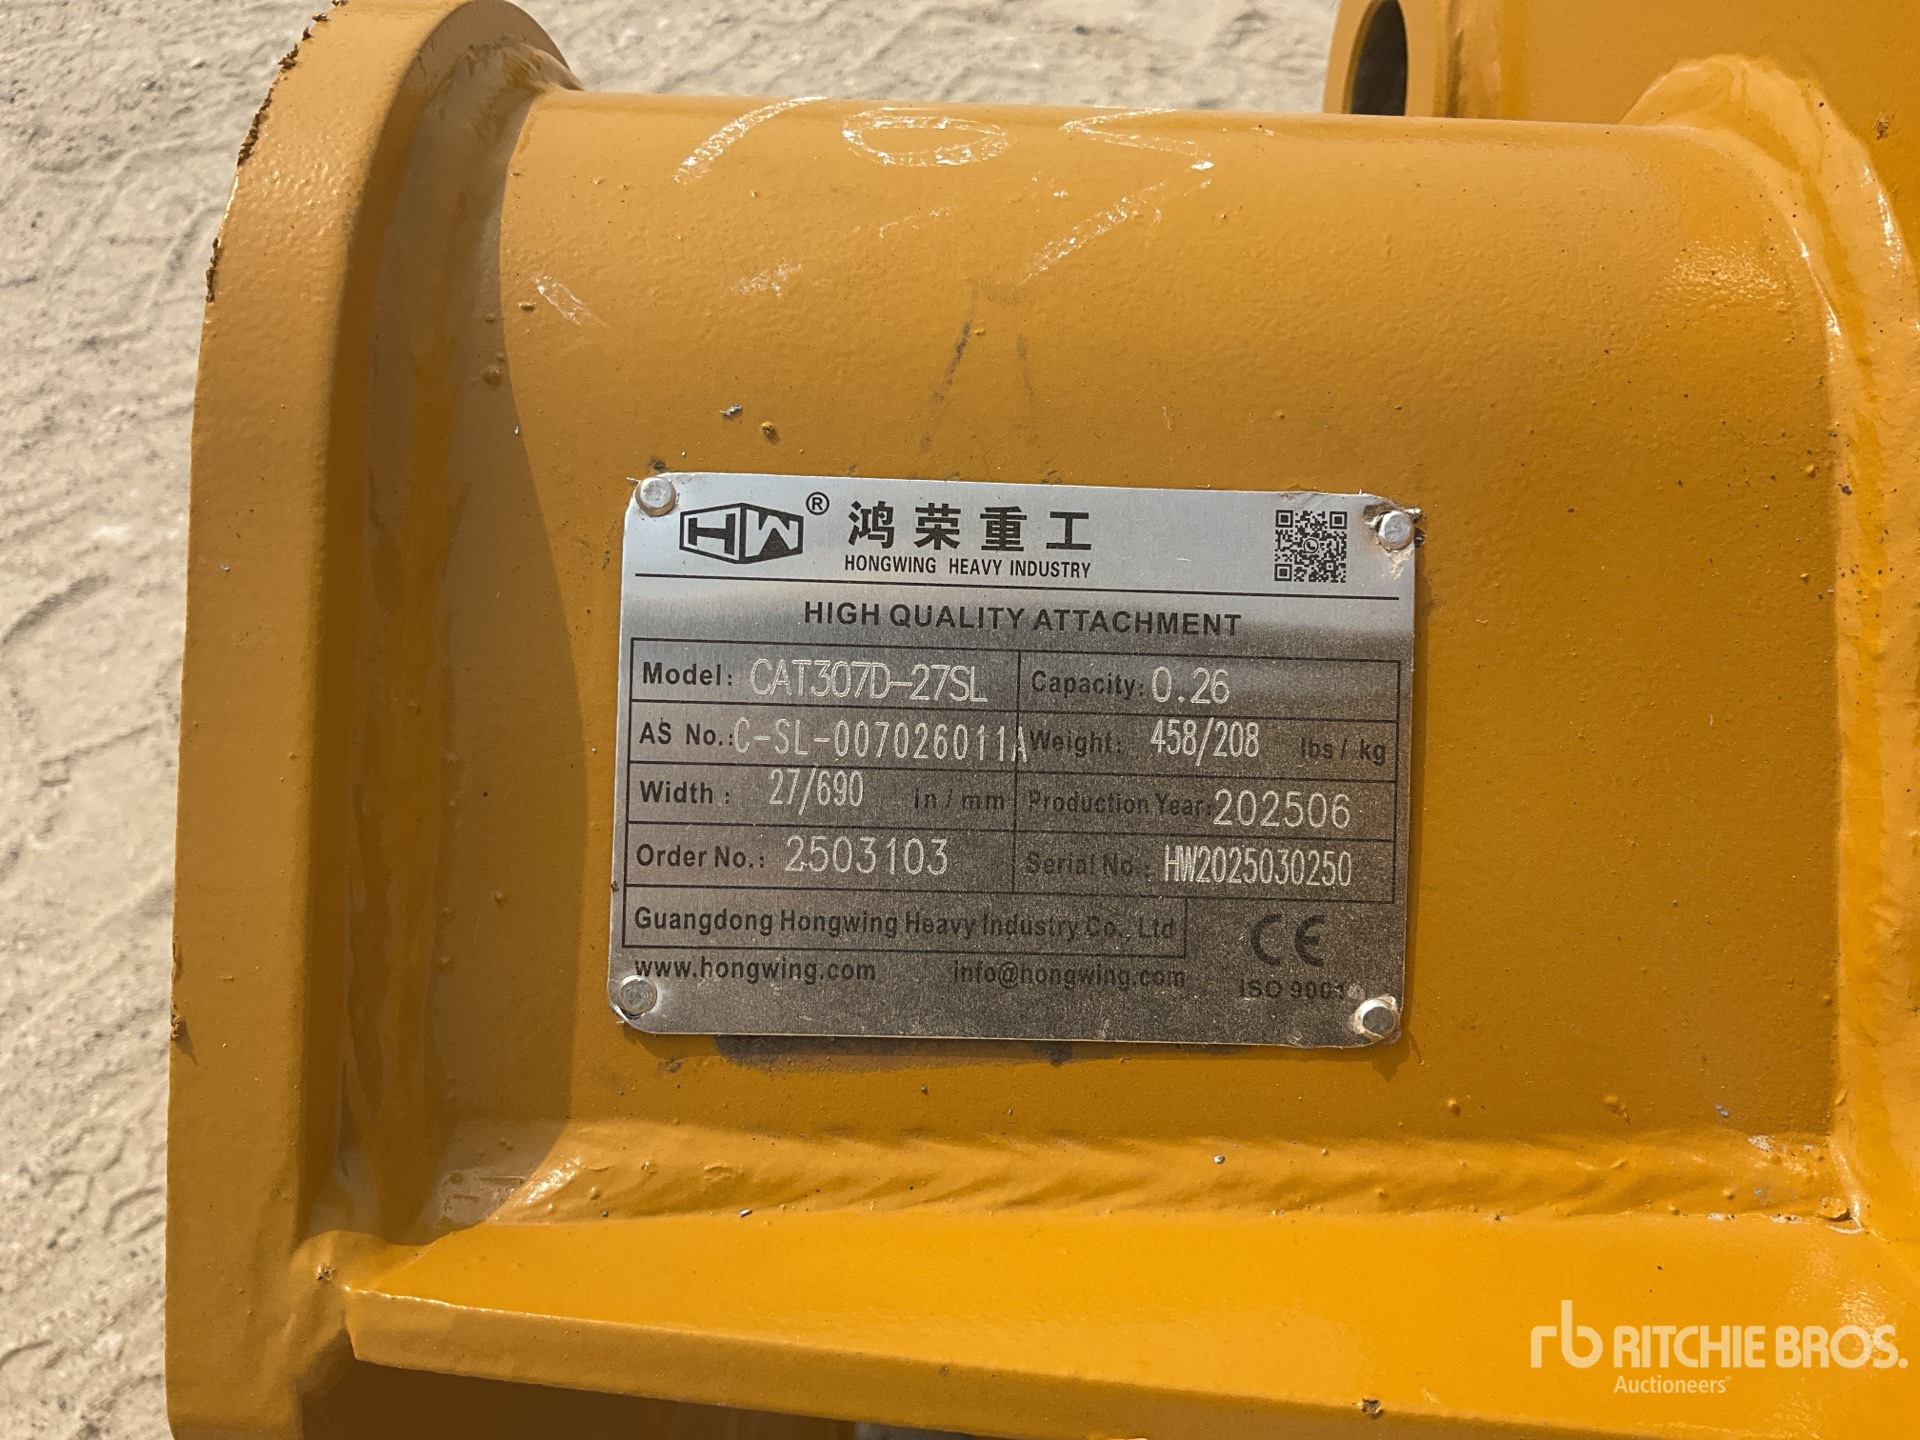 107
HW ® 鸿荣重工
HONGWING HEAVY INDUSTRY
HIGH QUALITY ATTACHMENT
Model: CAT307D-27SL Capacity: 0.26
AS No.: C-SL-007026011A Weight: 458/208 lbs / kg
Width : 27/690 in / mm Production Year: 202506
Order No.: 2503103 Serial No.: HW2025030250
Guangdong Hongwing Heavy Industry Co., Ltd
www.hongwing.com info@hongwing.com
CE
ISO 9001
rb RITCHIE BROS.
Auctioneers